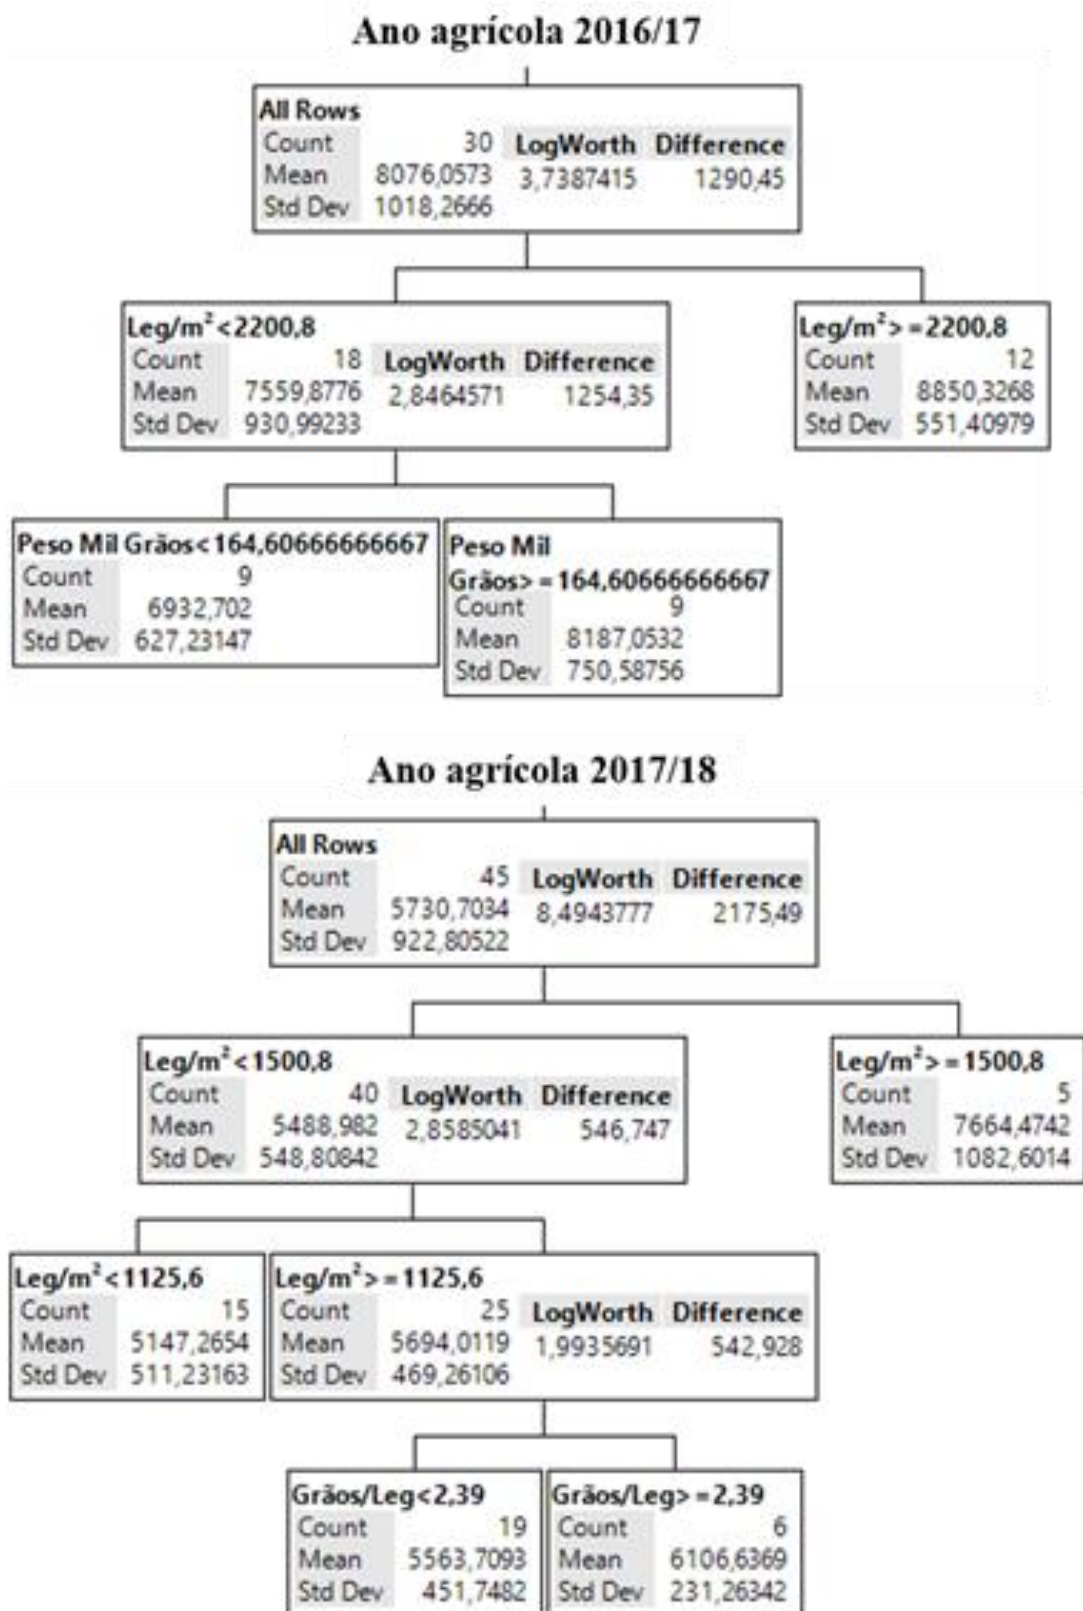 Ano agrícola 2016/17
All Rows
Count 30 LogWorth Difference
Mean 8076,0573 3,7387415 1290,45
Std Dev 1018,2666
Leg/m²<2200,8
Count 18 LogWorth Difference
Mean 7559,8776 2,8464571 1254,35
Std Dev 930,99233
Leg/m²>=2200,8
Count 12
Mean 8850,3268
Std Dev 551,40979
Peso Mil Grãos<164,60666666667
Count 9
Mean 6932,702
Std Dev 627,23147
Peso Mil
Grãos>=164,60666666667
Count 9
Mean 8187,0532
Std Dev 750,58756
Ano agrícola 2017/18
All Rows
Count 45 LogWorth Difference
Mean 5730,7034 8,4943777 2175,49
Std Dev 922,80522
Leg/m²<1500,8
Count 40 LogWorth Difference
Mean 5488,982 2,8585041 546,747
Std Dev 548,80842
Leg/m²>=1500,8
Count 5
Mean 7664,4742
Std Dev 1082,6014
Leg/m²<1125,6
Count 15
Mean 5147,2654
Std Dev 511,23163
Leg/m²>=1125,6
Count 25 LogWorth Difference
Mean 5694,0119 1,9935691 542,928
Std Dev 469,26106
Grãos/Leg<2,39
Count 19
Mean 5563,7093
Std Dev 451,7482
Grãos/Leg>=2,39
Count 6
Mean 6106,6369
Std Dev 231,26342